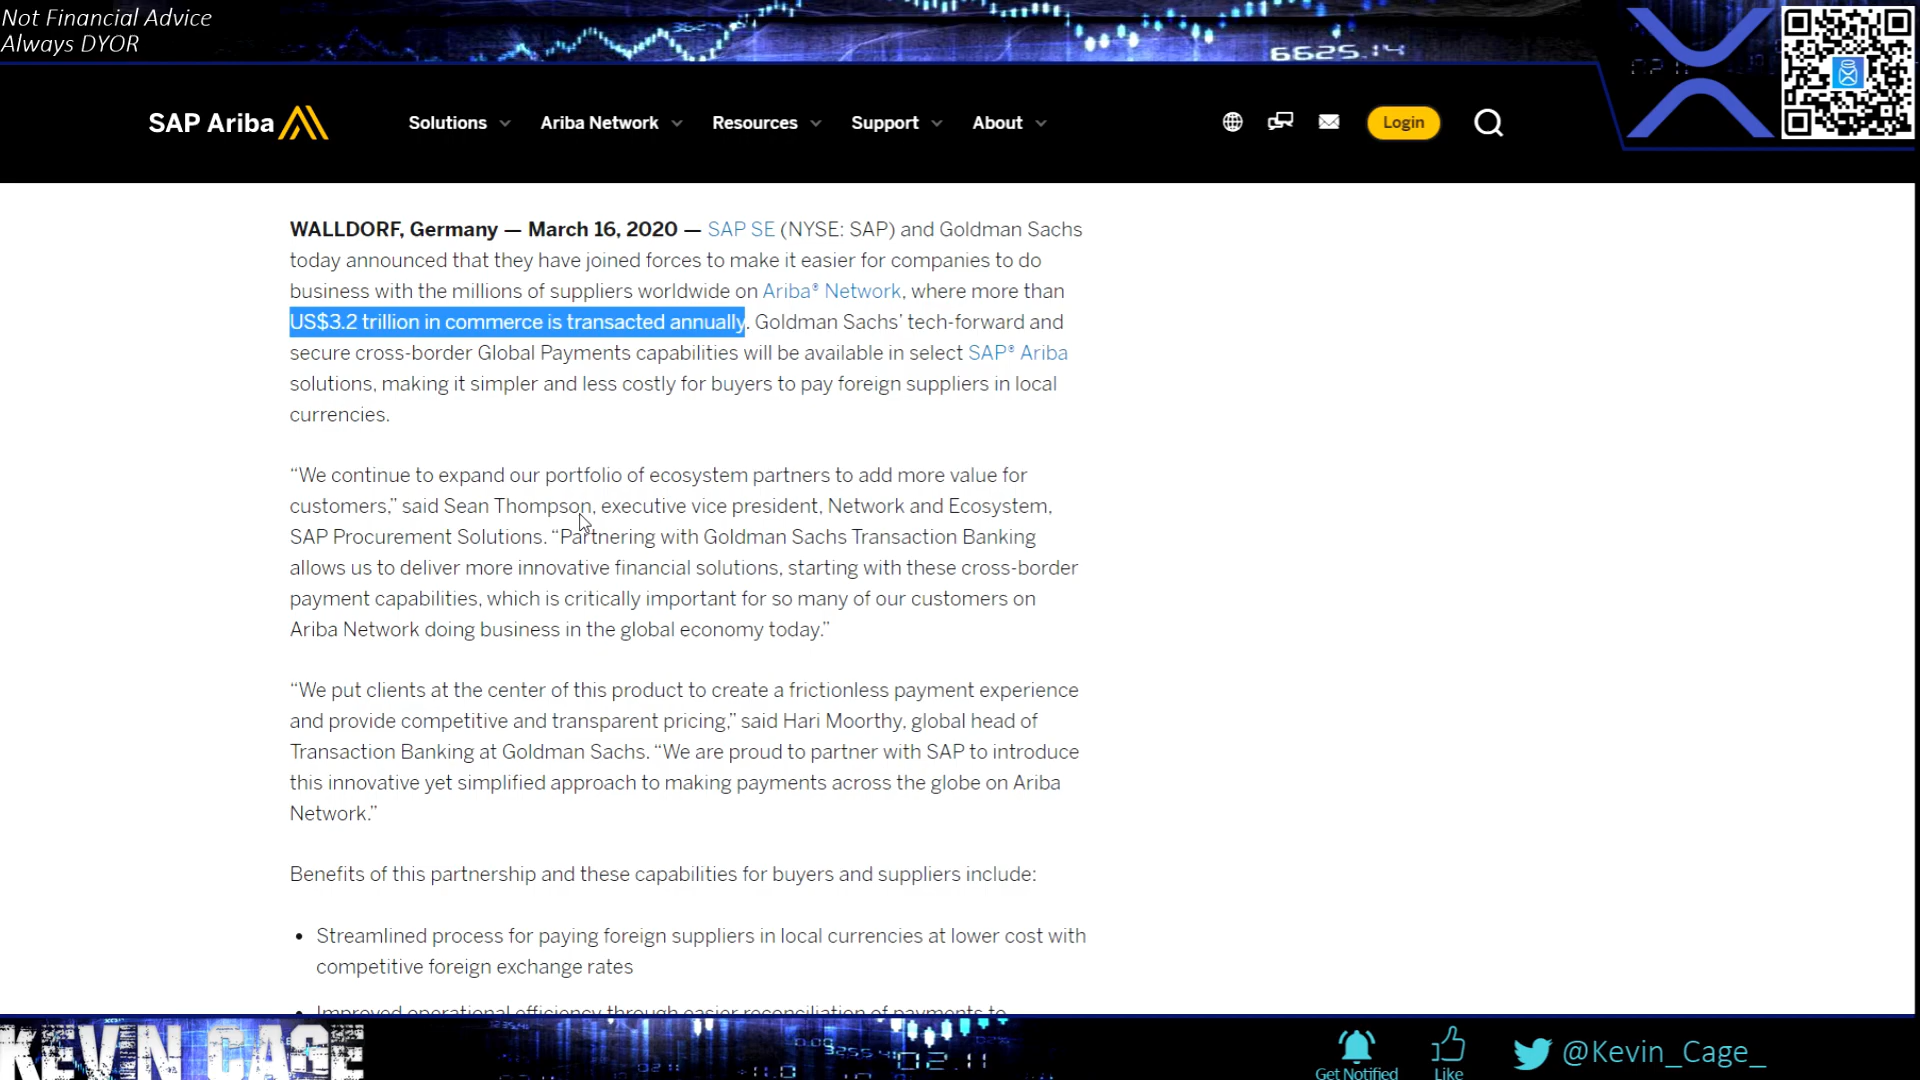 Not Financial Advice
Always DYOR
6625.14
SAP Ariba
Solutions
Ariba Network
Resources
Support
About
Login
WALLDORF, Germany — March 16, 2020 — SAP SE (NYSE: SAP) and Goldman Sachs
today announced that they have joined forces to make it easier for companies to do
business with the millions of suppliers worldwide on Ariba® Network, where more than
US$3.2 trillion in commerce is transacted annually. Goldman Sachs’ tech-forward and
secure cross-border Global Payments capabilities will be available in select SAP® Ariba
solutions, making it simpler and less costly for buyers to pay foreign suppliers in local
currencies.
“We continue to expand our portfolio of ecosystem partners to add more value for
customers,” said Sean Thompson, executive vice president, Network and Ecosystem,
SAP Procurement Solutions. “Partnering with Goldman Sachs Transaction Banking
allows us to deliver more innovative financial solutions, starting with these cross-border
payment capabilities, which is critically important for so many of our customers on
Ariba Network doing business in the global economy today.”
“We put clients at the center of this product to create a frictionless payment experience
and provide competitive and transparent pricing,” said Hari Moorthy, global head of
Transaction Banking at Goldman Sachs. “We are proud to partner with SAP to introduce
this innovative yet simplified approach to making payments across the globe on Ariba
Network.”
Benefits of this partnership and these capabilities for buyers and suppliers include:
• Streamlined process for paying foreign suppliers in local currencies at lower cost with
competitive foreign exchange rates
• Improved operational efficiency through easier reconciliation of payments to
KEVIN CAGE
02.11
Get Notified
Like
@Kevin_Cage_